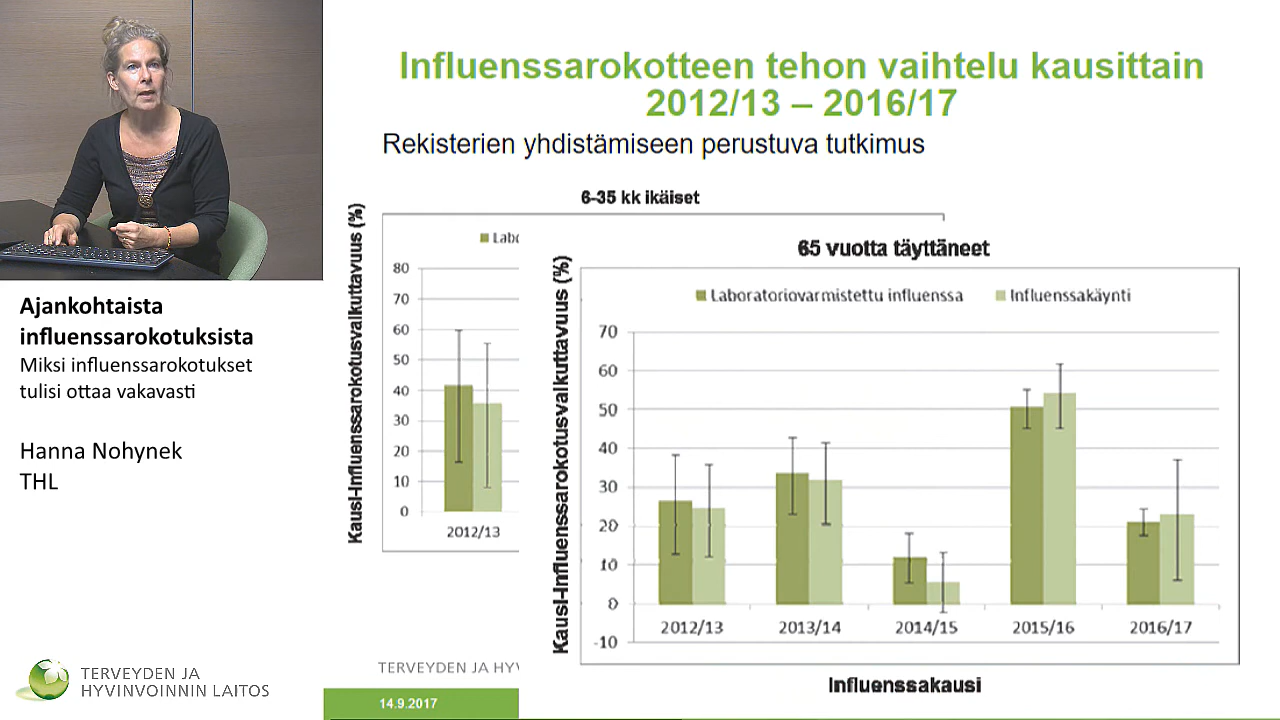 Influenssarokotteen tehon vaihtelu kausittain
2012/13 – 2016/17
Rekisterien yhdistämiseen perustuva tutkimus
6-35 kk ikäiset
Kausi-influenssarokotusvaikuttavuus (%)
80
70
60
50
40
30
20
10
0
2012/13
65 vuotta täyttäneet
Kausi-influenssarokotusvaikuttavuus (%)
Laboratoriovarmistettu influenssa
Influenssakäynti
70
60
50
40
30
20
10
0
-10
2012/13
2013/14
2014/15
2015/16
2016/17
Influenssakausi
Ajankohtaista
influenssarokotuksista
Miksi influenssarokotukset
tulisi ottaa vakavasti
Hanna Nohynek
THL
TERVEYDEN JA
HYVINVOINNIN LAITOS
TERVEYDEN JA HYV
14.9.2017